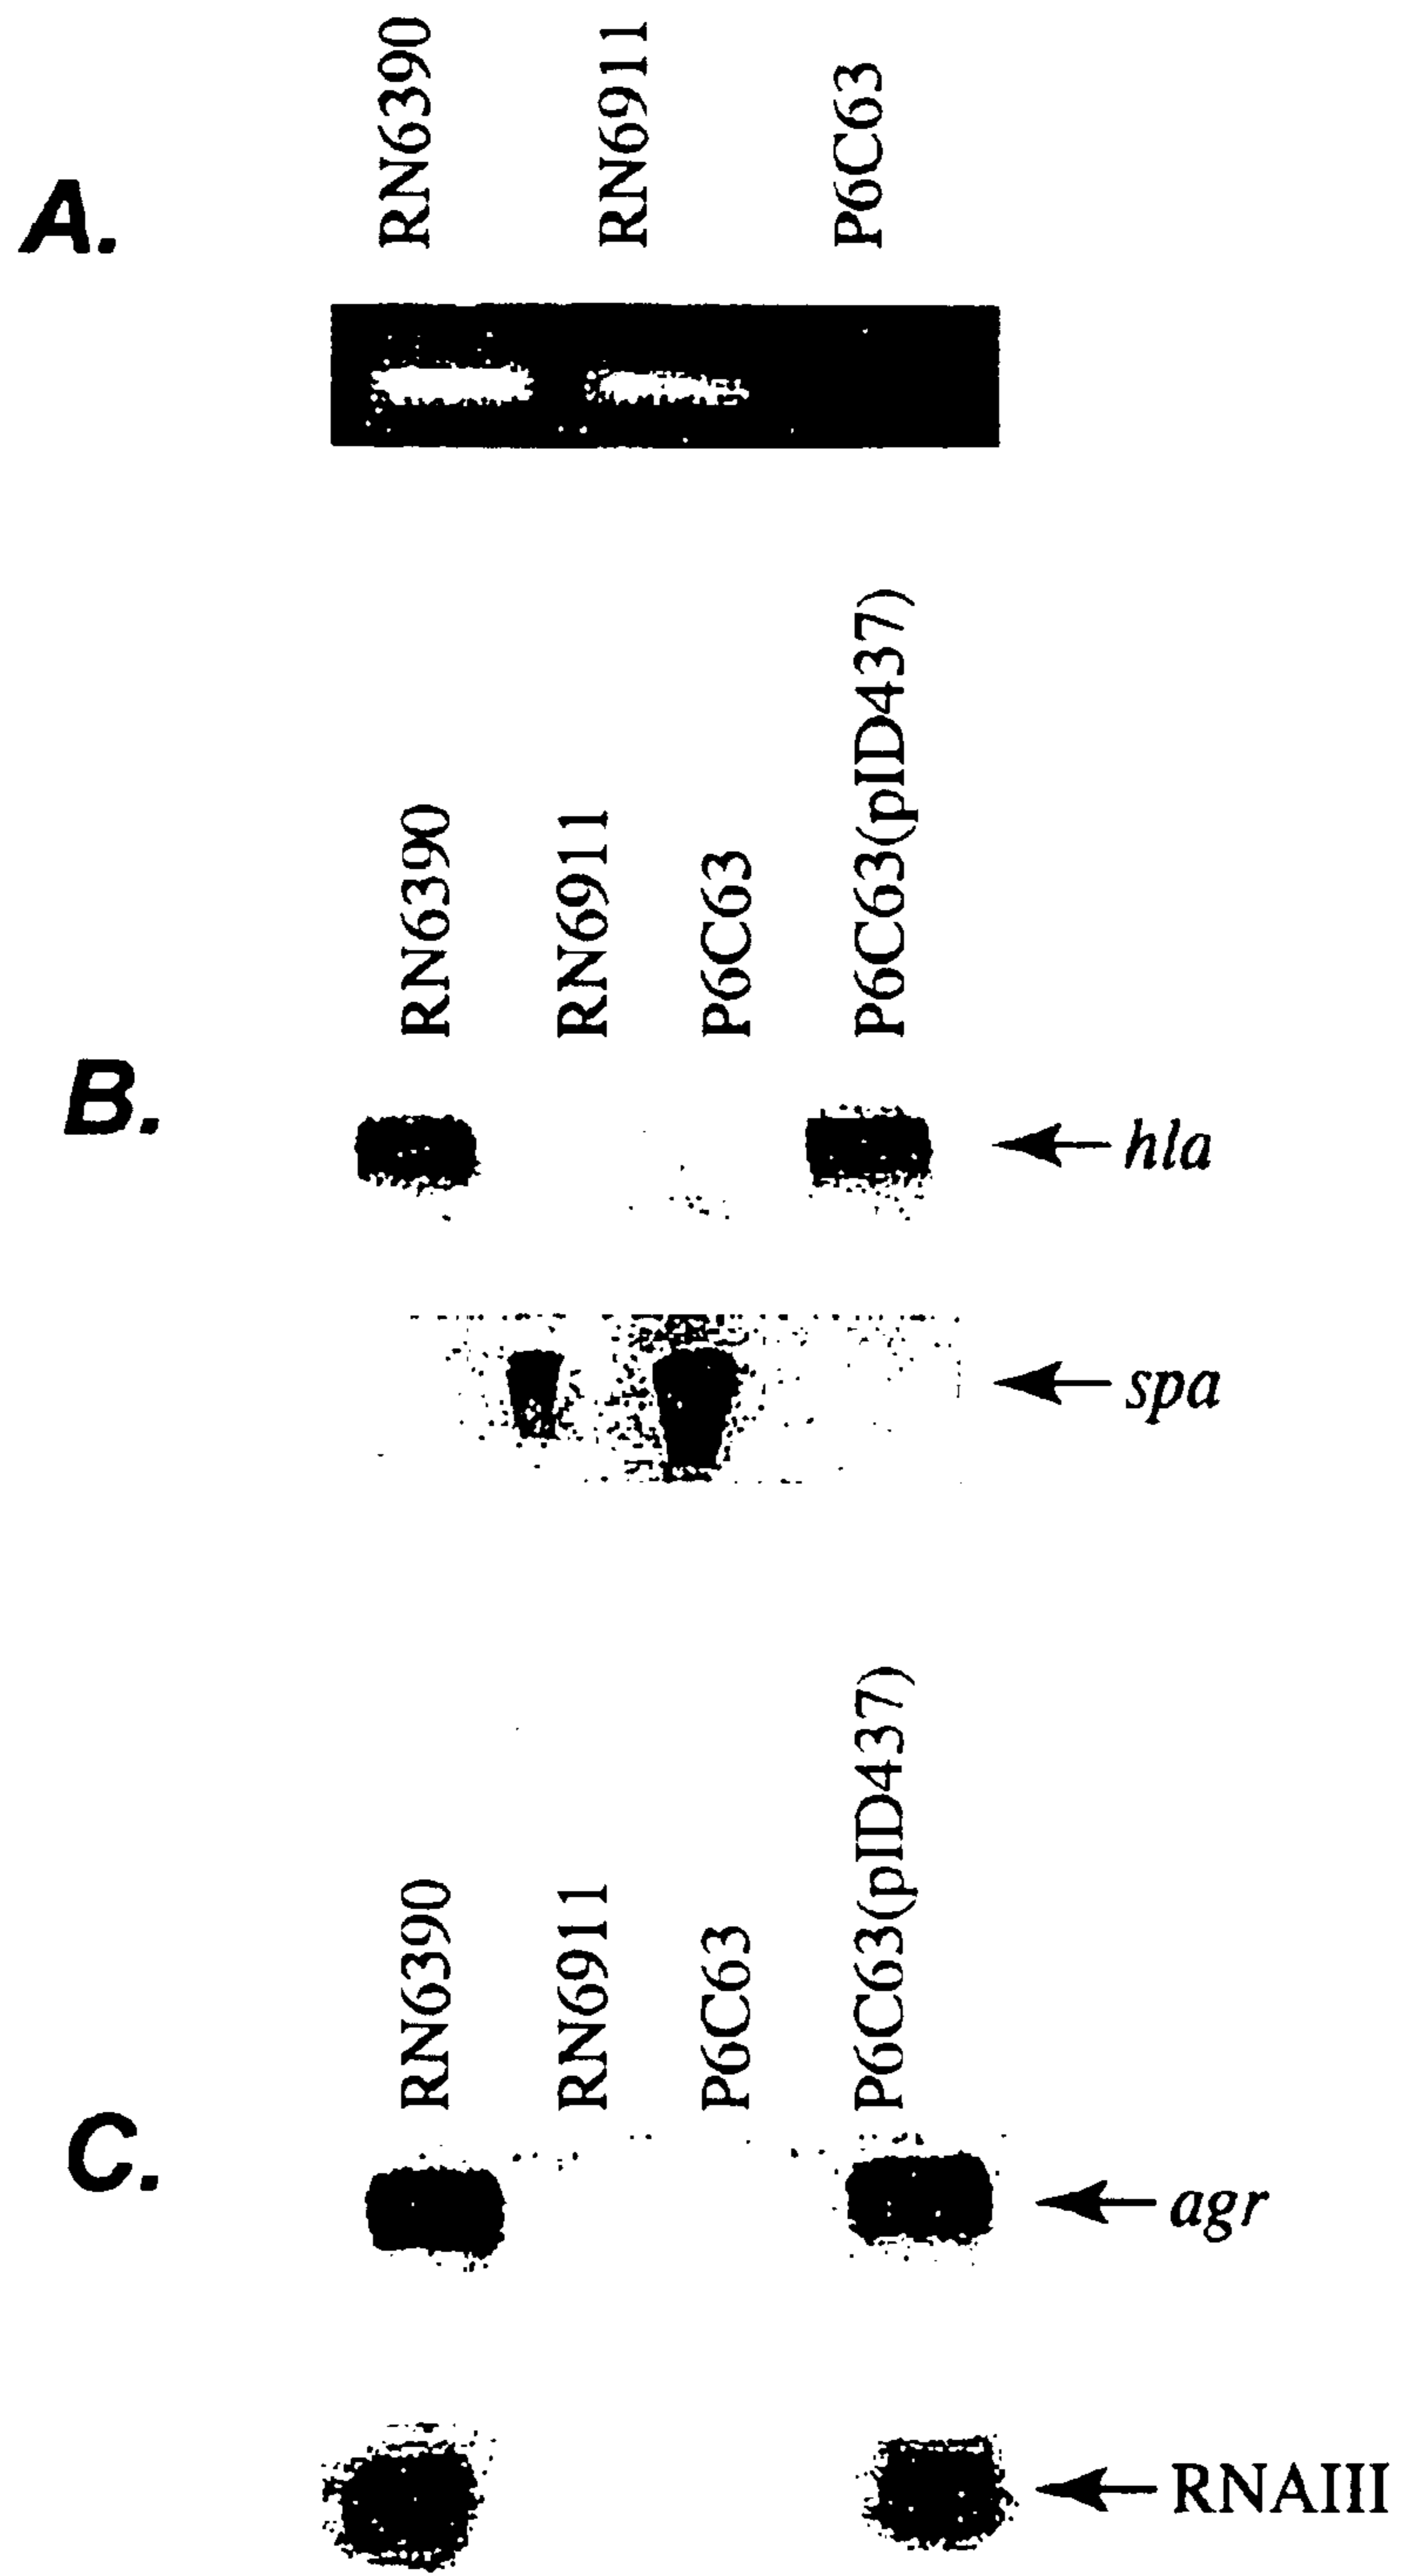 A.
RN6390
RN6911
P6C63
B.
RN6390
RN6911
P6C63
P6C63(pID437)
hla
spa
C.
RN6390
RN6911
P6C63
P6C63(pID437)
agr
RNAIII